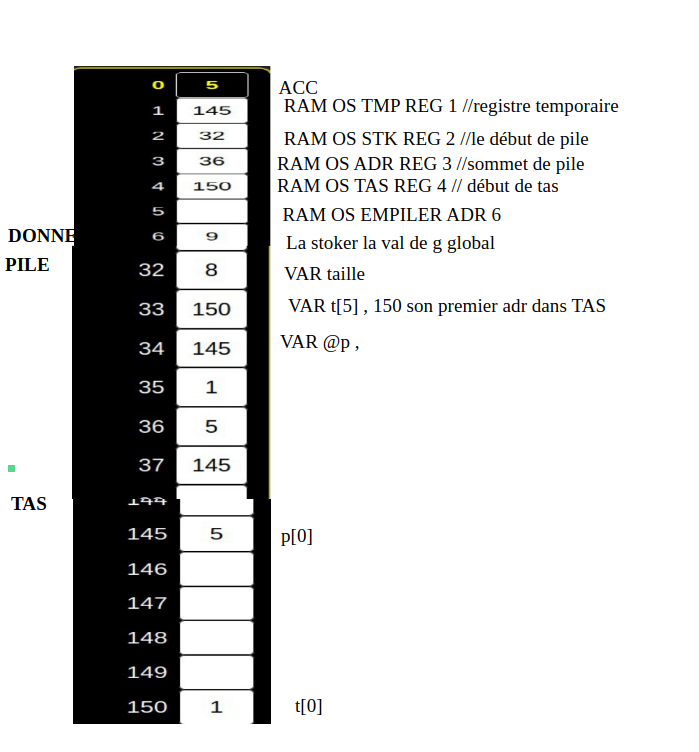 0 5 ACC
1 145 RAM OS TMP REG 1 //registre temporaire
2 32 RAM OS STK REG 2 //le début de pile
3 36 RAM OS ADR REG 3 //sommet de pile
4 150 RAM OS TAS REG 4 // début de tas
5 RAM OS EMPILER ADR 6
DONNE 6 9 La stoker la val de g global
PILE 32 8 VAR taille
33 150 VAR t[5] , 150 son premier adr dans TAS
34 145 VAR @p ,
35 1
36 5
37 145
TAS 144
145 5 p[0]
146
147
148
149
150 1 t[0]